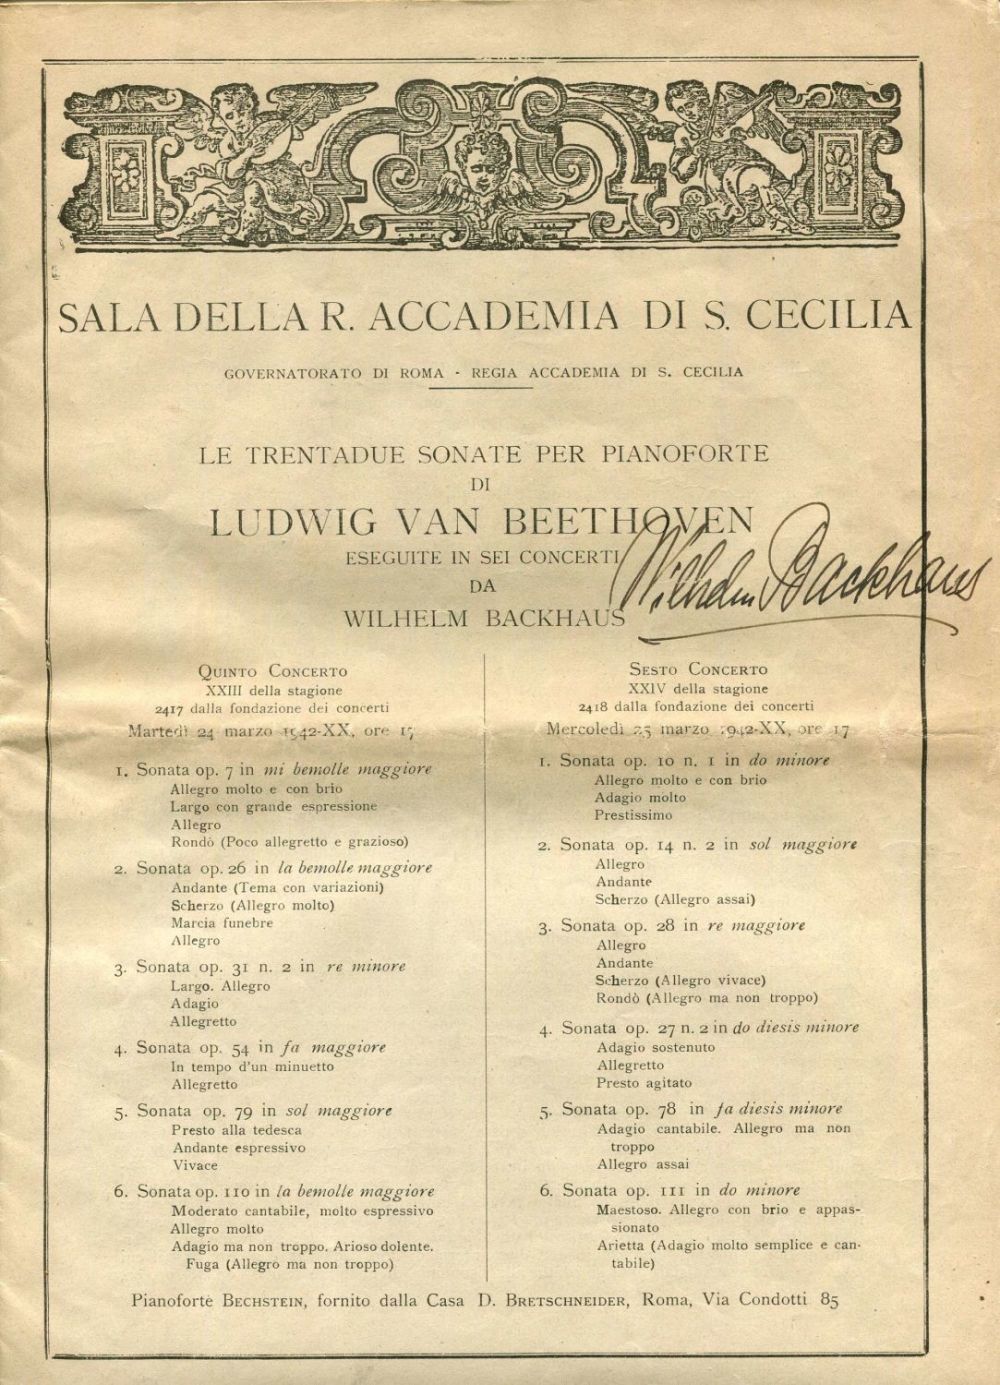 SALA DELLA R. ACCADEMIA DI S. CECILIA
GOVERNATORATO DI ROMA - REGIA ACCADEMIA DI S. CECILIA
LE TRENTADUE SONATE PER PIANOFORTE
DI
LUDWIG VAN BEETHOVEN
ESEGUITE IN SEI CONCERTI
DA
WILHELM BACKHAUS
Wilhelm Backhaus
QUINTO CONCERTO
XXIII della stagione
2417 dalla fondazione dei concerti
Martedì 24 marzo 1942-XX, ore 17
1. Sonata op. 7 in mi bemolle maggiore
Allegro molto e con brio
Largo con grande espressione
Allegro
Rondò (Poco allegretto e grazioso)
2. Sonata op. 26 in la bemolle maggiore
Andante (Tema con variazioni)
Scherzo (Allegro molto)
Marcia funebre
Allegro
3. Sonata op. 31 n. 2 in re minore
Largo. Allegro
Adagio
Allegretto
4. Sonata op. 54 in fa maggiore
In tempo d'un minuetto
Allegretto
5. Sonata op. 79 in sol maggiore
Presto alla tedesca
Andante espressivo
Vivace
6. Sonata op. 110 in la bemolle maggiore
Moderato cantabile, molto espressivo
Allegro molto
Adagio ma non troppo. Arioso dolente.
Fuga (Allegro ma non troppo)
SESTO CONCERTO
XXIV della stagione
2418 dalla fondazione dei concerti
Mercoledì 25 marzo 1942-XX, ore 17
1. Sonata op. 10 n. 1 in do minore
Allegro molto e con brio
Adagio molto
Prestissimo
2. Sonata op. 14 n. 2 in sol maggiore
Allegro
Andante
Scherzo (Allegro assai)
3. Sonata op. 28 in re maggiore
Allegro
Andante
Scherzo (Allegro vivace)
Rondò (Allegro ma non troppo)
4. Sonata op. 27 n. 2 in do diesis minore
Adagio sostenuto
Allegretto
Presto agitato
5. Sonata op. 78 in fa diesis minore
Adagio cantabile. Allegro ma non
troppo
Allegro assai
6. Sonata op. 111 in do minore
Maestoso. Allegro con brio e appas-
sionato
Arietta (Adagio molto semplice e can-
tabile)
Pianoforte BECHSTEIN, fornito dalla Casa D. BRETSCHNEIDER, Roma, Via Condotti 85